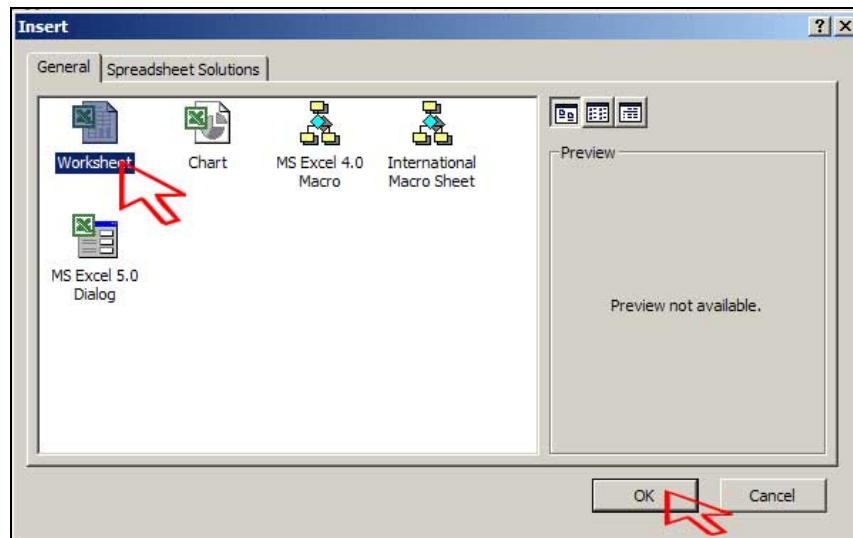 Insert
General Spreadsheet Solutions
Worksheet Chart MS Excel 4.0 Macro International Macro Sheet
MS Excel 5.0 Dialog
Preview
Preview not available.
OK Cancel